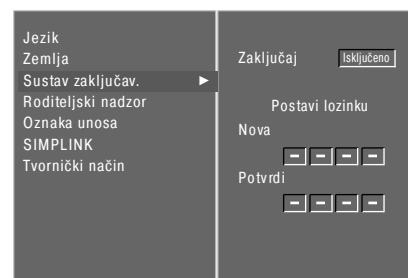 Jezik
Zemlja
Sustav zaključav. ►
Roditeljski nadzor
Oznaka unosa
SIMPLINK
Tvornički način
Zaključaj Isključeno
Postavi lozinku
Nova
– – – –
Potvrdi
– – – –